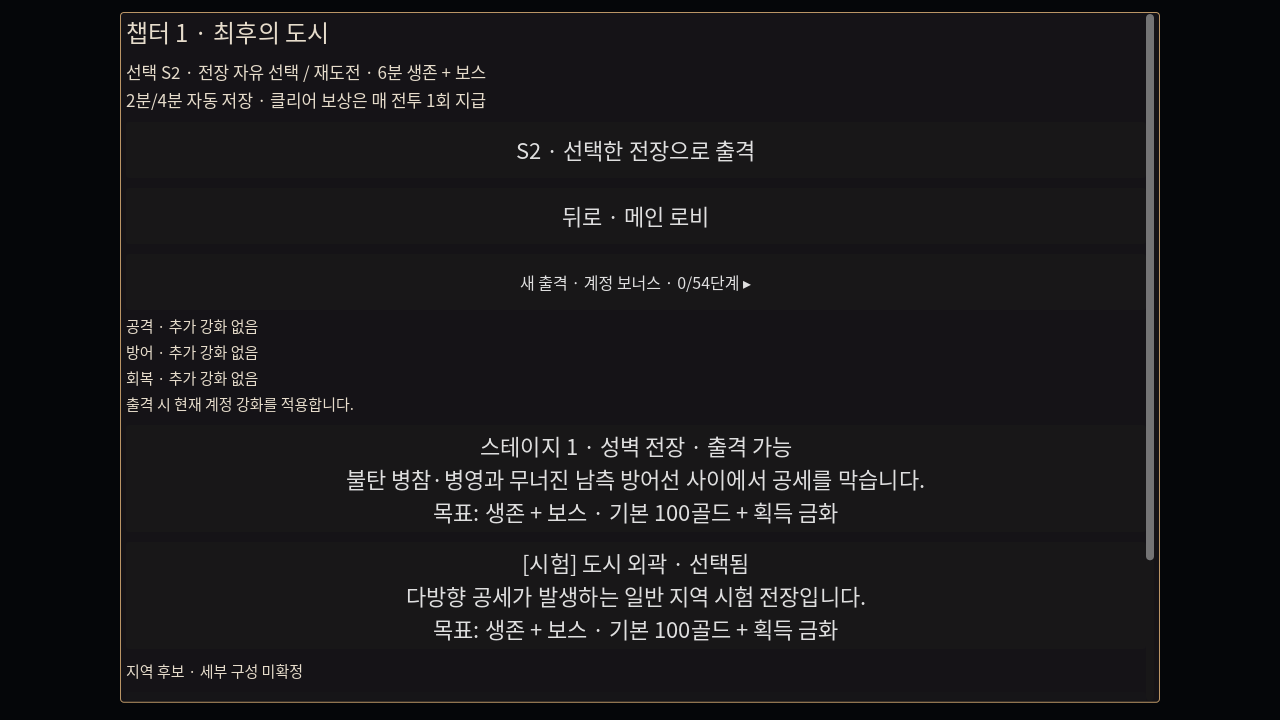 챕터 1 · 최후의 도시
선택 S2 · 전장 자유 선택 / 재도전 · 6분 생존 + 보스
2분/4분 자동 저장 · 클리어 보상은 매 전투 1회 지급
S2 · 선택한 전장으로 출격
뒤로 · 메인 로비
새 출격 · 계정 보너스 · 0/54단계 ▸
공격 · 추가 강화 없음
방어 · 추가 강화 없음
회복 · 추가 강화 없음
출격 시 현재 계정 강화를 적용합니다.
스테이지 1 · 성벽 전장 · 출격 가능
불탄 병참·병영과 무너진 남측 방어선 사이에서 공세를 막습니다.
목표: 생존 + 보스 · 기본 100골드 + 획득 금화
[시험] 도시 외곽 · 선택됨
다방향 공세가 발생하는 일반 지역 시험 전장입니다.
목표: 생존 + 보스 · 기본 100골드 + 획득 금화
지역 후보 · 세부 구성 미확정